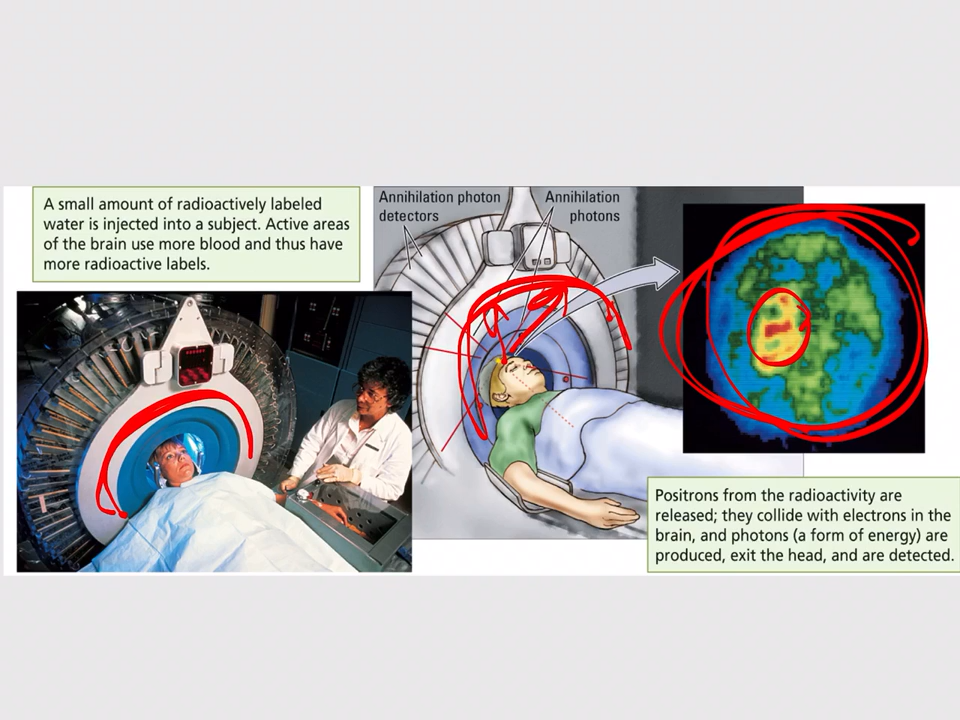 A small amount of radioactively labeled
water is injected into a subject. Active areas
of the brain use more blood and thus have
more radioactive labels.
Annihilation photon
detectors
Annihilation
photons
Positrons from the radioactivity are
released; they collide with electrons in the
brain, and photons (a form of energy) are
produced, exit the head, and are detected.